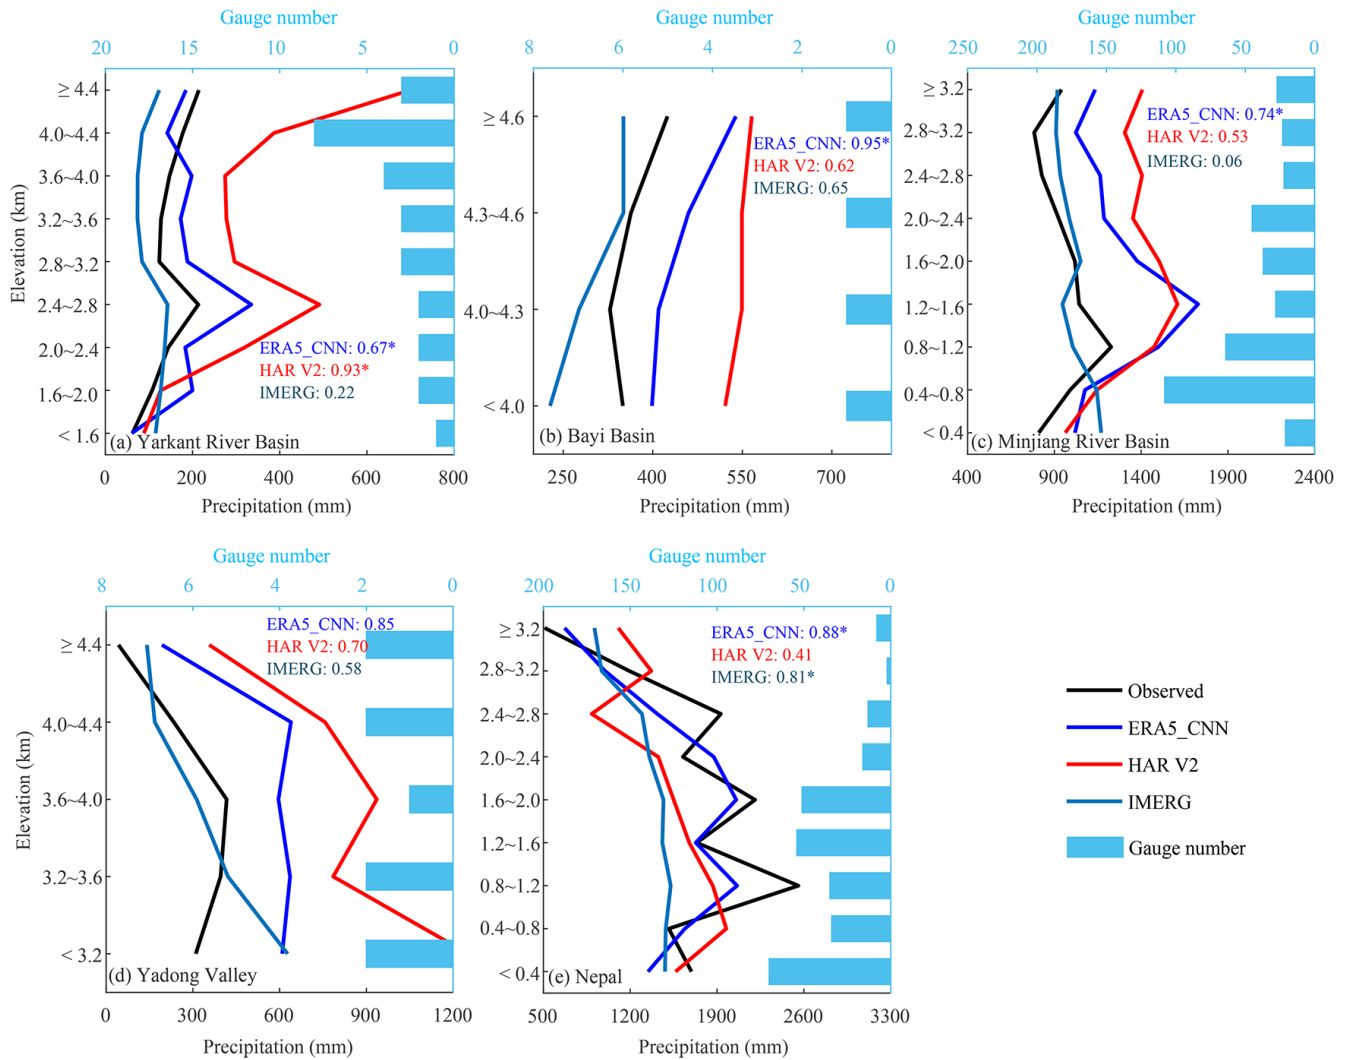 Gauge number
20 15 10 5 0
≥ 4.4
4.0~4.4
3.6~4.0
3.2~3.6
2.8~3.2
2.4~2.8
2.0~2.4
1.6~2.0
< 1.6
Elevation (km)
ERA5_CNN: 0.67*
HAR V2: 0.93*
IMERG: 0.22
(a) Yarkant River Basin
0 200 400 600 800
Precipitation (mm)
Gauge number
8 6 4 2 0
≥ 4.6
4.3~4.6
4.0~4.3
< 4.0
ERA5_CNN: 0.95*
HAR V2: 0.62
IMERG: 0.65
(b) Bayi Basin
250 400 550 700
Precipitation (mm)
Gauge number
250 200 150 100 50 0
≥ 3.2
2.8~3.2
2.4~2.8
2.0~2.4
1.6~2.0
1.2~1.6
0.8~1.2
0.4~0.8
< 0.4
ERA5_CNN: 0.74*
HAR V2: 0.53
IMERG: 0.06
(c) Minjiang River Basin
400 900 1400 1900 2400
Precipitation (mm)
Gauge number
8 6 4 2 0
≥ 4.4
4.0~4.4
3.6~4.0
3.2~3.6
< 3.2
Elevation (km)
ERA5_CNN: 0.85
HAR V2: 0.70
IMERG: 0.58
(d) Yadong Valley
0 300 600 900 1200
Precipitation (mm)
Gauge number
200 150 100 50 0
≥ 3.2
2.8~3.2
2.4~2.8
2.0~2.4
1.6~2.0
1.2~1.6
0.8~1.2
0.4~0.8
< 0.4
ERA5_CNN: 0.88*
HAR V2: 0.41
IMERG: 0.81*
(e) Nepal
500 1200 1900 2600 3300
Precipitation (mm)
Observed
ERA5_CNN
HAR V2
IMERG
Gauge number